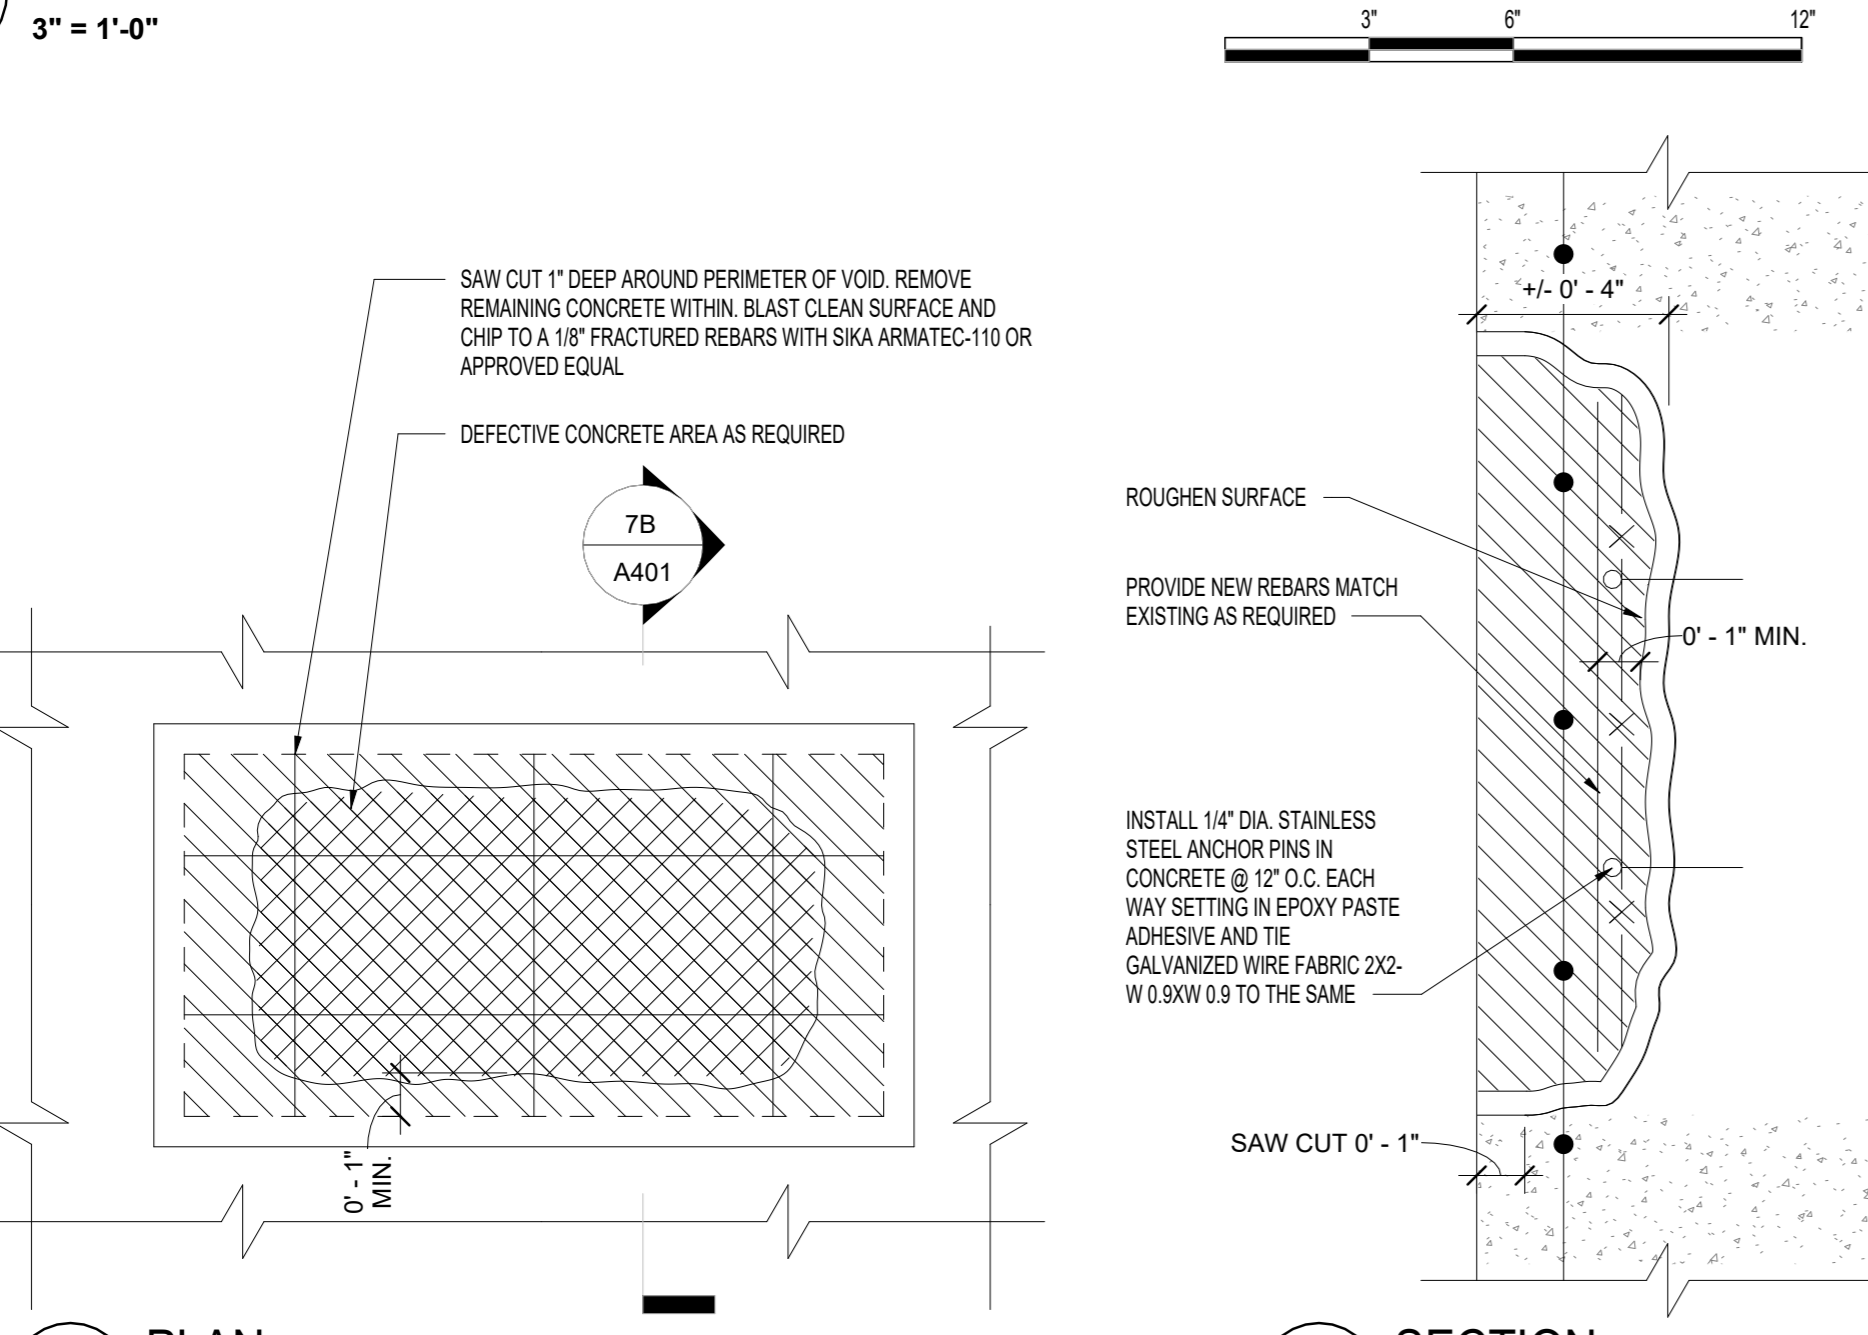 3" = 1'-0"
3" 6" 12"
SAW CUT 1" DEEP AROUND PERIMETER OF VOID. REMOVE
REMAINING CONCRETE WITHIN. BLAST CLEAN SURFACE AND
CHIP TO A 1/8" FRACTURED REBARS WITH SIKA ARMATEC-110 OR
APPROVED EQUAL
DEFECTIVE CONCRETE AREA AS REQUIRED
7B
A401
0' - 1"
MIN.
+/- 0' - 4"
ROUGHEN SURFACE
PROVIDE NEW REBARS MATCH
EXISTING AS REQUIRED
0' - 1" MIN.
INSTALL 1/4" DIA. STAINLESS
STEEL ANCHOR PINS IN
CONCRETE @ 12" O.C. EACH
WAY SETTING IN EPOXY PASTE
ADHESIVE AND TIE
GALVANIZED WIRE FABRIC 2X2-
W 0.9XW 0.9 TO THE SAME
SAW CUT 0' - 1"
PLAN
SECTION